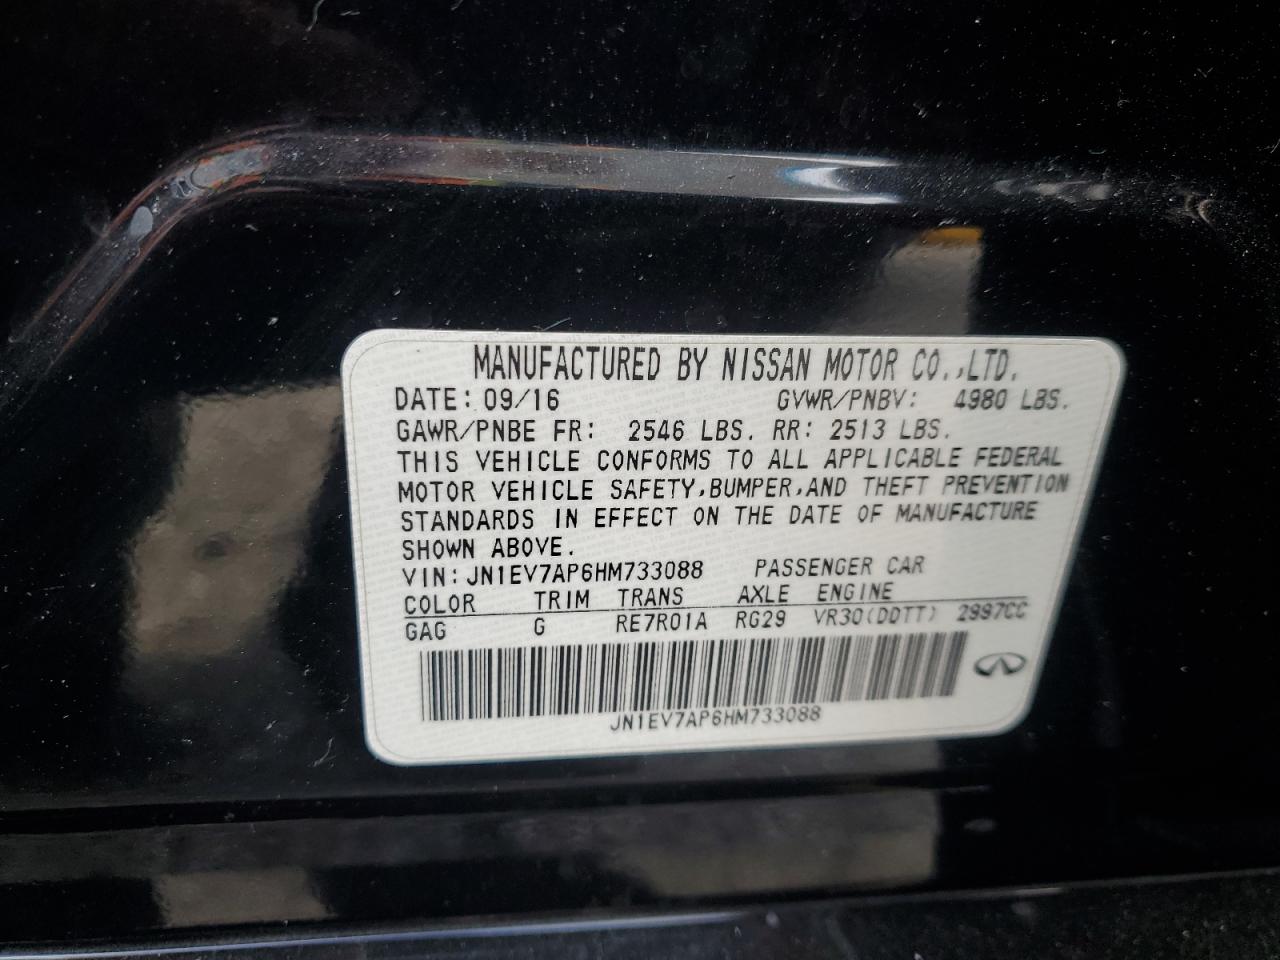 MANUFACTURED BY NISSAN MOTOR CO.,LTD.
DATE: 09/16 GVWR/PNBV: 4980 LBS.
GAWR/PNBE FR: 2546 LBS. RR: 2513 LBS.
THIS VEHICLE CONFORMS TO ALL APPLICABLE FEDERAL
MOTOR VEHICLE SAFETY,BUMPER,AND THEFT PREVENTION
STANDARDS IN EFFECT ON THE DATE OF MANUFACTURE
SHOWN ABOVE.
VIN: JN1EV7AP6HM733088 PASSENGER CAR
COLOR TRIM TRANS AXLE ENGINE
GAG G RE7R01A RG29 VR30(DDTT) 2997CC
JN1EV7AP6HM733088